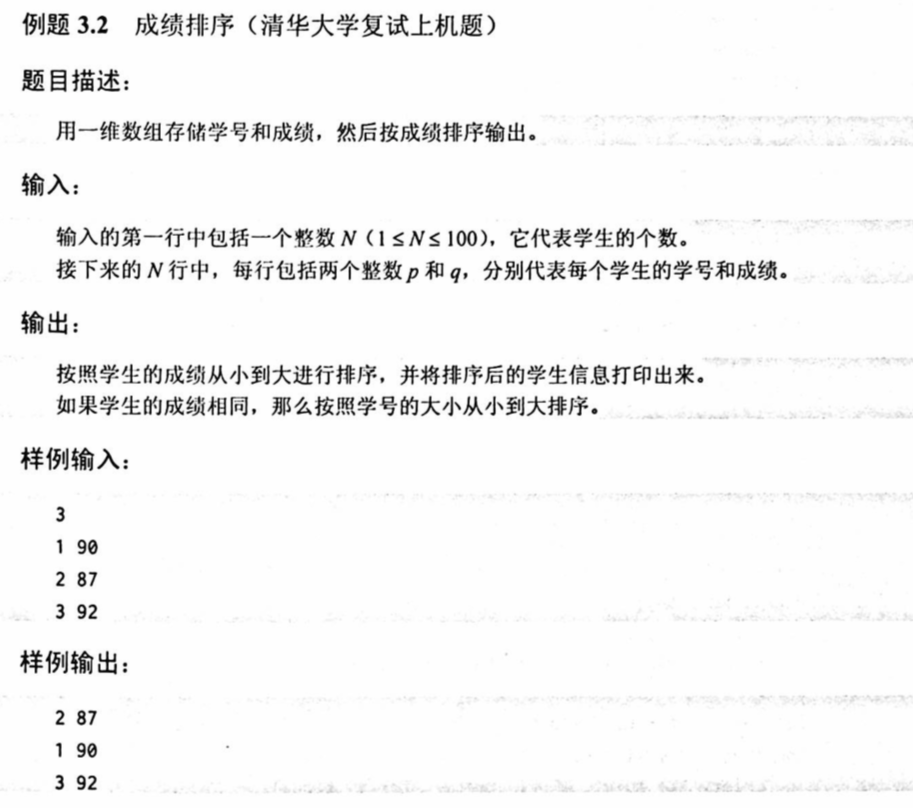 例题 3.2 成绩排序（清华大学复试上机题）
题目描述：
用一维数组存储学号和成绩，然后按成绩排序输出。
输入：
输入的第一行中包括一个整数 N（1≤N≤100），它代表学生的个数。
接下来的 N 行中，每行包括两个整数 p 和 q，分别代表每个学生的学号和成绩。
输出：
按照学生的成绩从小到大进行排序，并将排序后的学生信息打印出来。
如果学生的成绩相同，那么按照学号的大小从小到大排序。
样例输入：
3
1 90
2 87
3 92
样例输出：
2 87
1 90
3 92